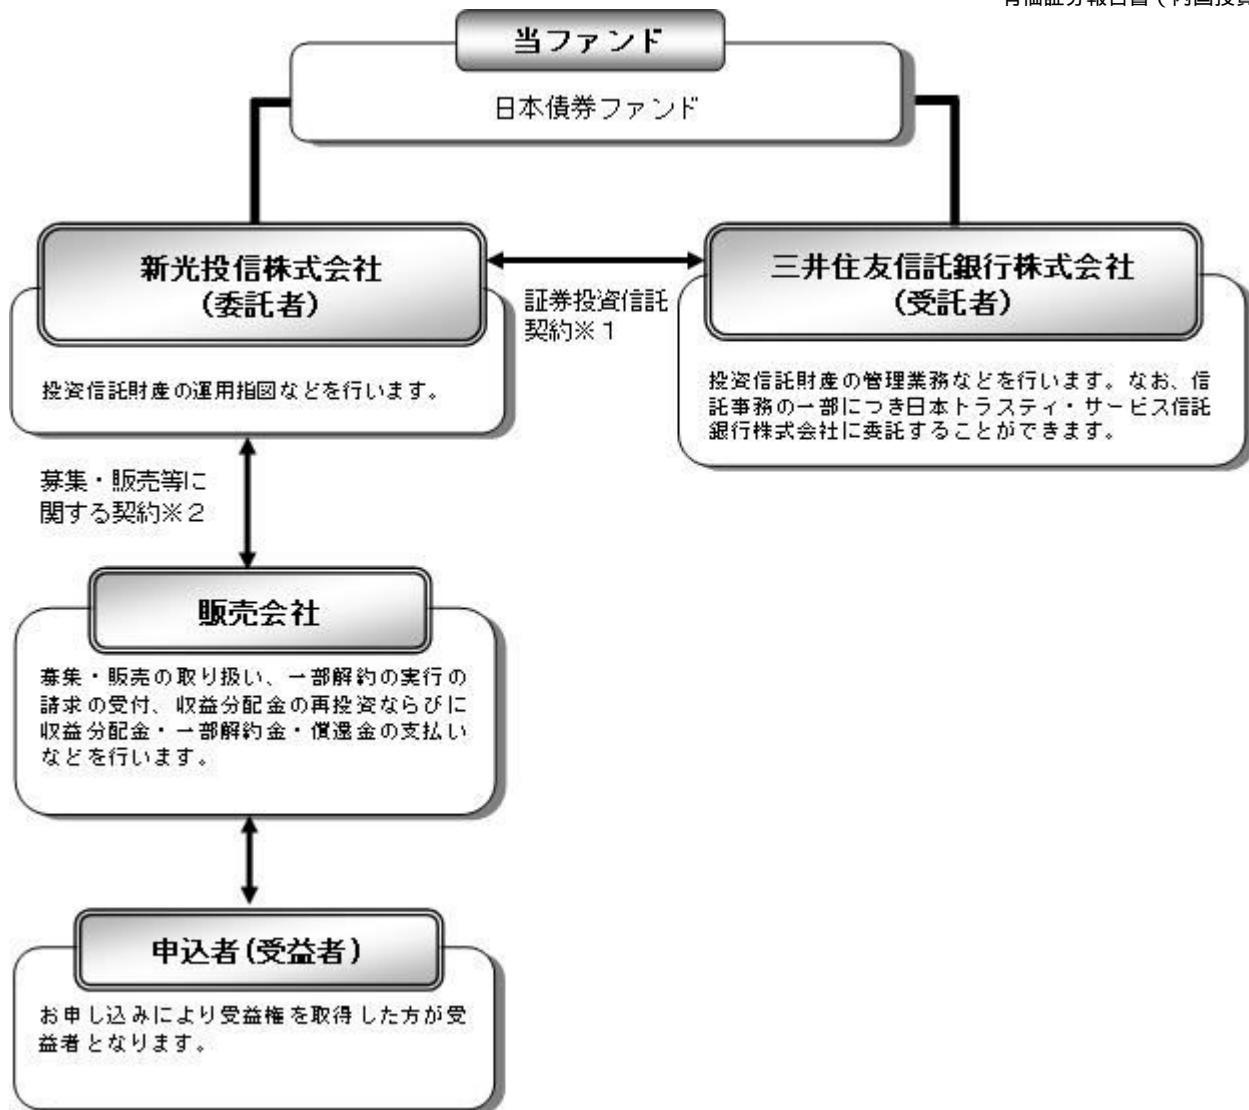 当ファンド
日本債券ファンド
新光投信株式会社
(委託者)
投資信託財産の運用指図などを行います。
証券投資信託
契約※1
三井住友信託銀行株式会社
(受託者)
投資信託財産の管理業務などを行います。なお、信
託事務の一部につき日本トラスティ・サービス信託
銀行株式会社に委託することができます。
募集・販売等に
関する契約※2
販売会社
募集・販売の取り扱い、一部解約の実行の
請求の受付、収益分配金の再投資ならびに
収益分配金・一部解約金・償還金の支払い
などを行います。
申込者(受益者)
お申し込みにより受益権を取得した方が受
益者となります。